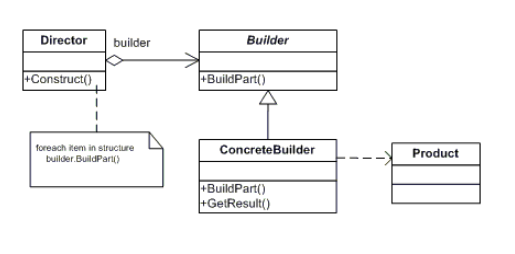 Director
builder
Builder
+Construct()
+BuildPart()
foreach item in structure
builder.BuildPart()
ConcreteBuilder
Product
+BuildPart()
+GetResult()